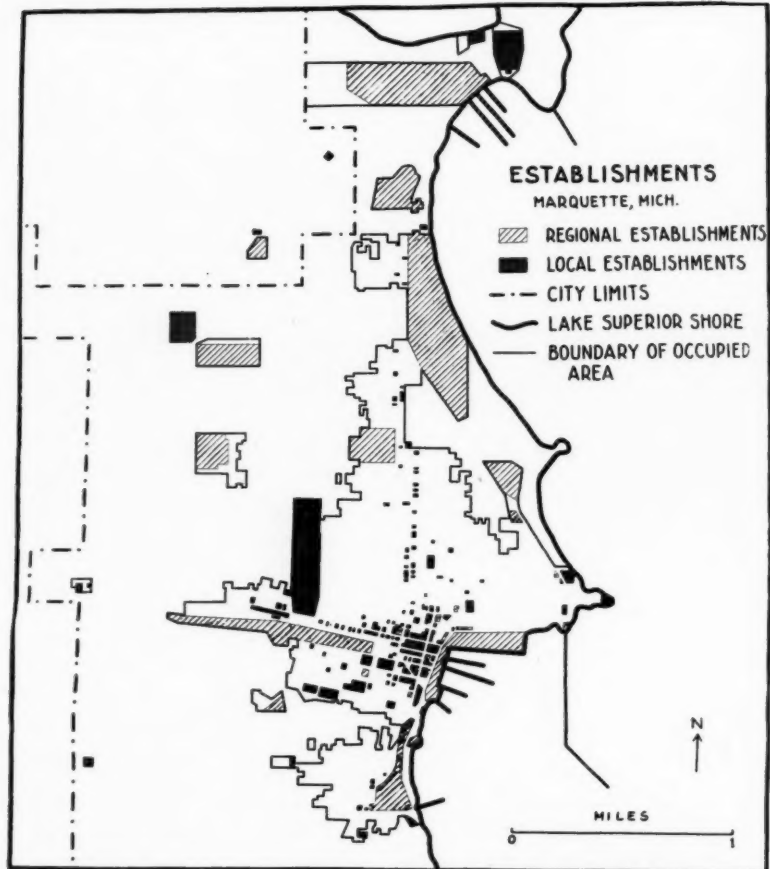 ESTABLISHMENTS
MARQUETTE, MICH.
REGIONAL ESTABLISHMENTS
LOCAL ESTABLISHMENTS
CITY LIMITS
LAKE SUPERIOR SHORE
BOUNDARY OF OCCUPIED
AREA
N
MILES
0 1